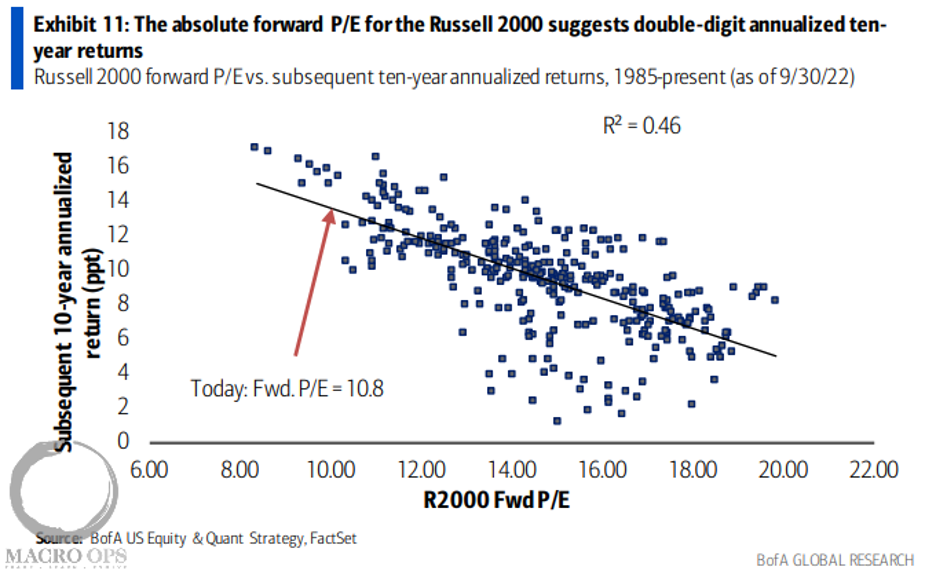 Exhibit 11: The absolute forward P/E for the Russell 2000 suggests double-digit annualized ten-
year returns
Russell 2000 forward P/E vs. subsequent ten-year annualized returns, 1985-present (as of 9/30/22)
R² = 0.46
Subsequent 10-year annualized
return (ppt)
18
16
14
12
10
8
6
4
2
0
Today: Fwd. P/E = 10.8
6.00 8.00 10.00 12.00 14.00 16.00 18.00 20.00 22.00
R2000 Fwd P/E
Source: BofA US Equity & Quant Strategy, FactSet
MACRO OPS
BofA GLOBAL RESEARCH